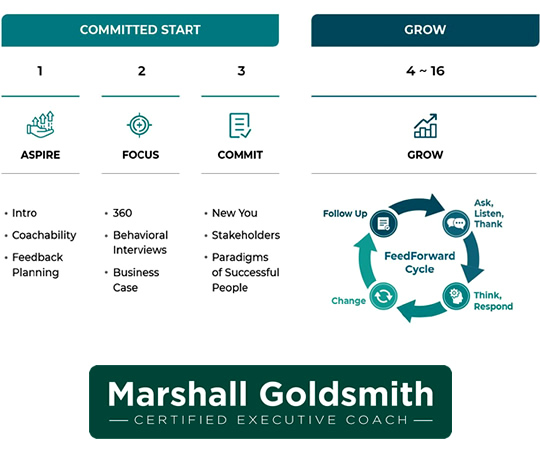 COMMITTED START
GROW
1
2
3
4 ~ 16
ASPIRE
FOCUS
COMMIT
GROW
• Intro
• Coachability
• Feedback
Planning
• 360
• Behavioral
Interviews
• Business
Case
• New You
• Stakeholders
• Paradigms
of Successful
People
Follow Up
Ask,
Listen,
Thank
FeedForward
Cycle
Change
Think,
Respond
Marshall Goldsmith
CERTIFIED EXECUTIVE COACH